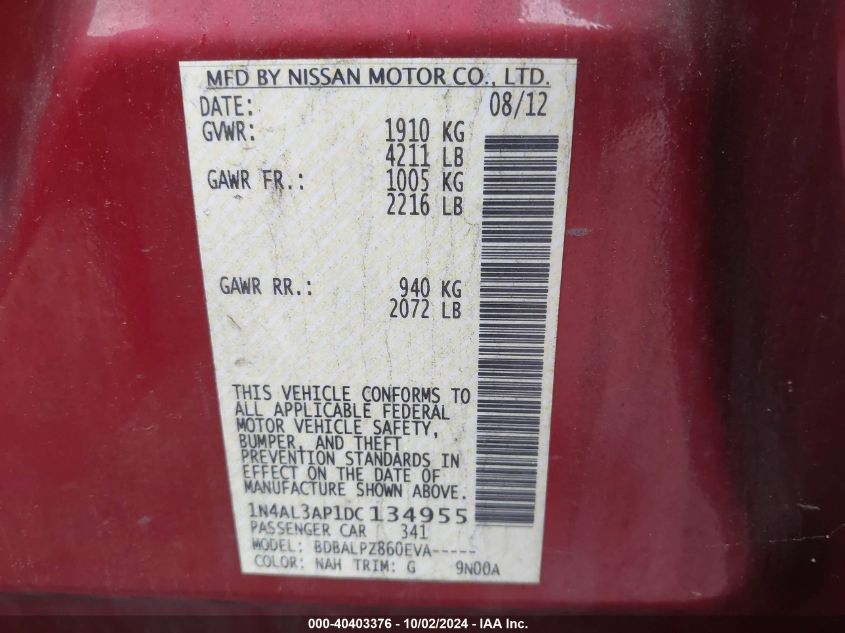 MFD BY NISSAN MOTOR CO., LTD.
DATE: 08/12
GVWR: 1910 KG
4211 LB
GAWR FR.: 1005 KG
2216 LB
GAWR RR.: 940 KG
2072 LB
THIS VEHICLE CONFORMS TO
ALL APPLICABLE FEDERAL
MOTOR VEHICLE SAFETY,
BUMPER, AND THEFT
PREVENTION STANDARDS IN
EFFECT ON THE DATE OF
MANUFACTURE SHOWN ABOVE.
1N4AL3AP1DC134955
PASSENGER CAR 341
MODEL: BDBALPZ860EVA-----
COLOR: NAH TRIM: G 9N00A
000-40403376 - 10/02/2024 - © IAA Inc.